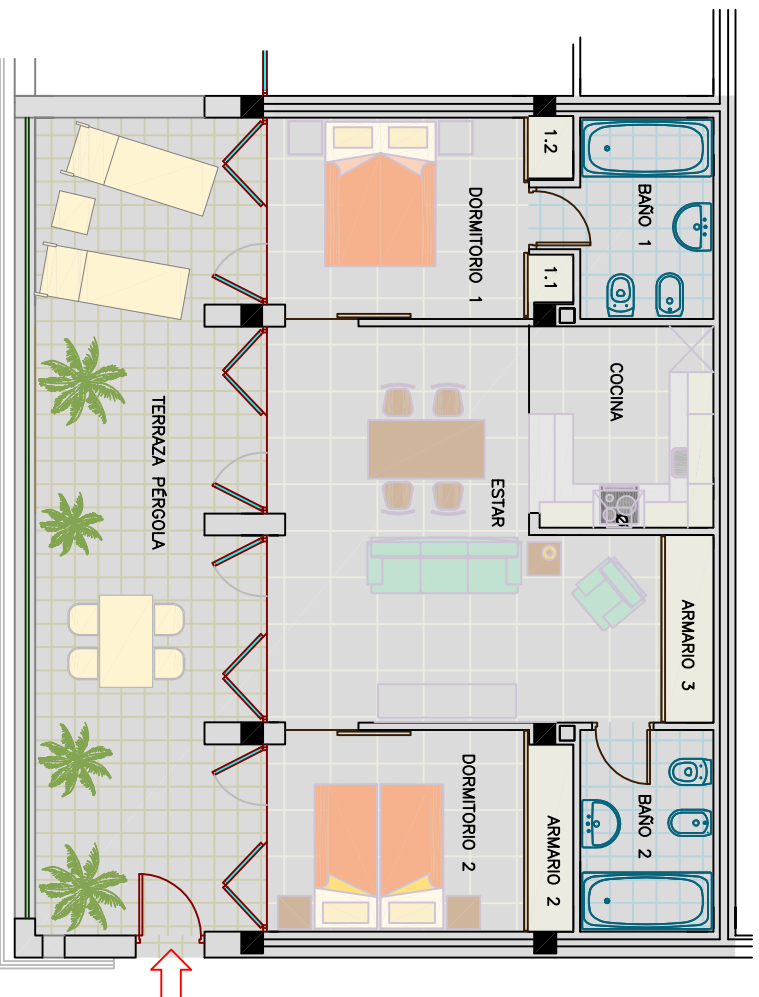 1.2
BAÑO 1
DORMITORIO 1
1.1
COCINA
TERRAZA PÉRGOLA
ESTAR
ARMARIO 3
DORMITORIO 2
BAÑO 2
ARMARIO 2